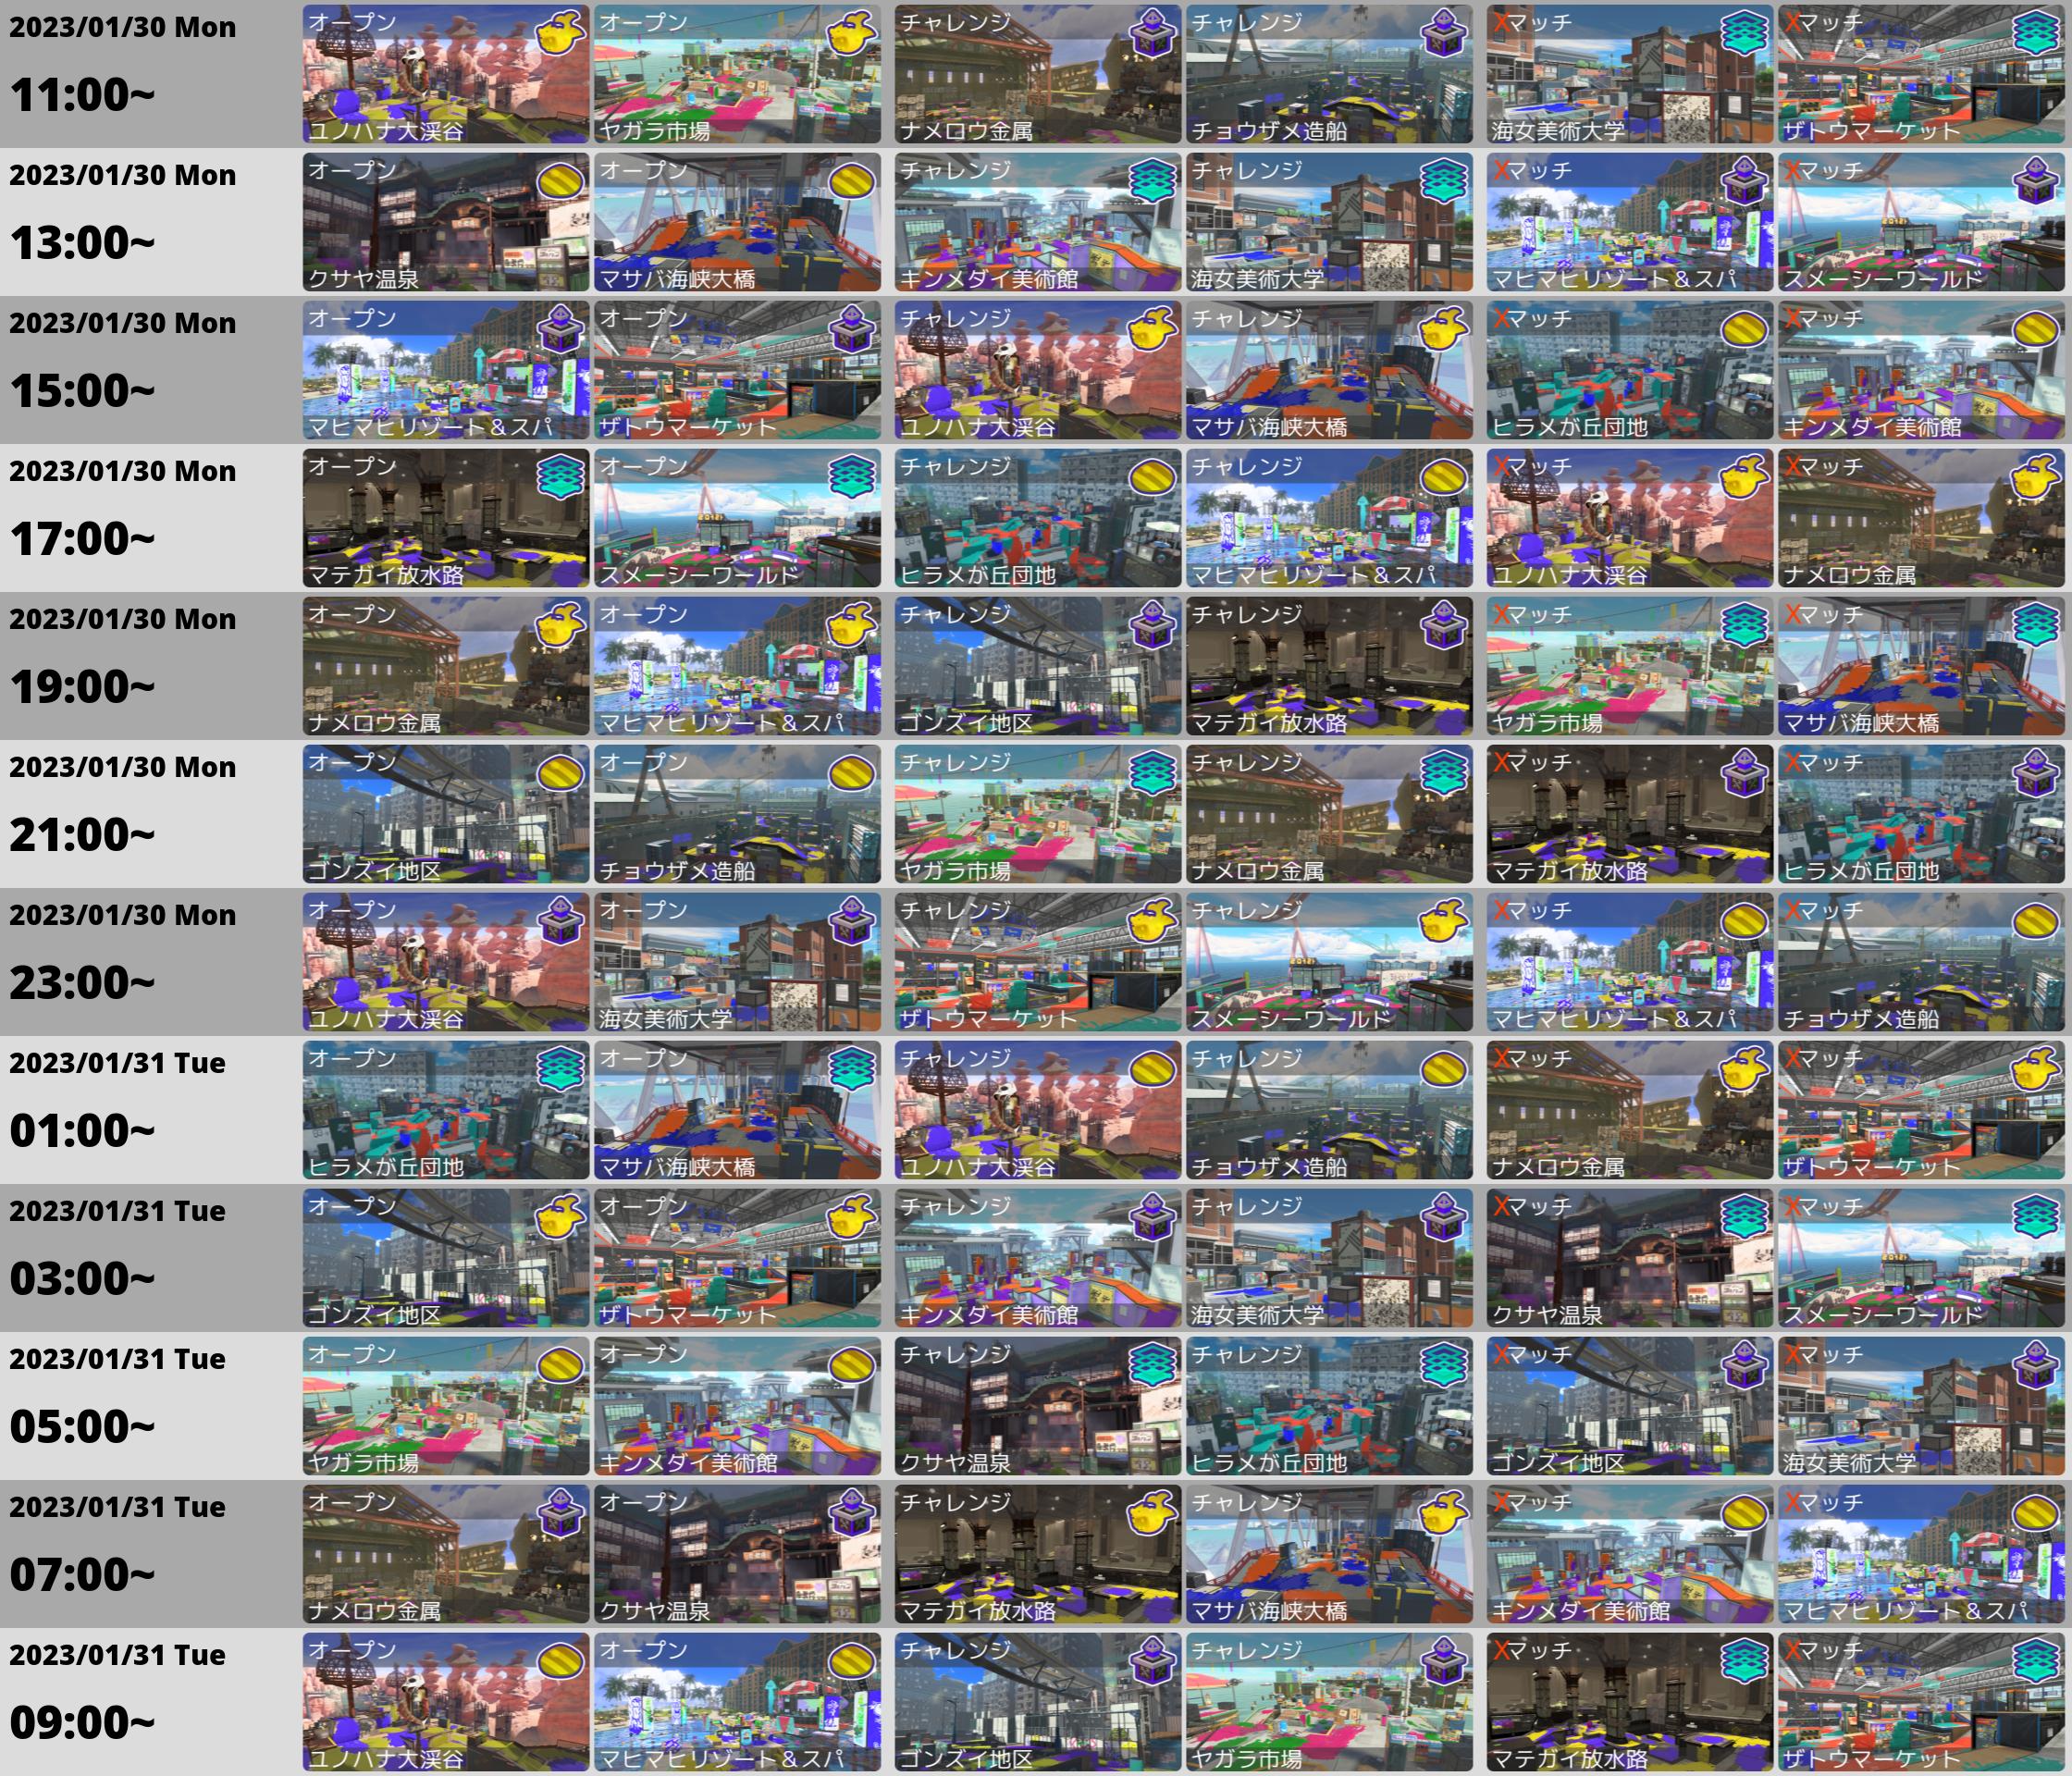 2023/01/30 Mon
11:00~
オープン
ユノハナ大渓谷
オープン
ヤガラ市場
チャレンジ
ナメロウ金属
チャレンジ
チョウザメ造船
Xマッチ
海女美術大学
Xマッチ
ザトウマーケット
2023/01/30 Mon
13:00~
オープン
クサヤ温泉
オープン
マサバ海峡大橋
チャレンジ
キンメダイ美術館
チャレンジ
海女美術大学
Xマッチ
マヒマヒリゾート＆スパ
Xマッチ
スメーシーワールド
2023/01/30 Mon
15:00~
オープン
マヒマヒリゾート＆スパ
オープン
ザトウマーケット
チャレンジ
ユノハナ大渓谷
チャレンジ
マサバ海峡大橋
Xマッチ
ヒラメが丘団地
Xマッチ
キンメダイ美術館
2023/01/30 Mon
17:00~
オープン
マテガイ放水路
オープン
スメーシーワールド
チャレンジ
ヒラメが丘団地
チャレンジ
マヒマヒリゾート＆スパ
Xマッチ
ユノハナ大渓谷
Xマッチ
ナメロウ金属
2023/01/30 Mon
19:00~
オープン
ナメロウ金属
オープン
マヒマヒリゾート＆スパ
チャレンジ
ゴンズイ地区
チャレンジ
マテガイ放水路
Xマッチ
ヤガラ市場
Xマッチ
マサバ海峡大橋
2023/01/30 Mon
21:00~
オープン
ゴンズイ地区
オープン
チョウザメ造船
チャレンジ
ヤガラ市場
チャレンジ
ナメロウ金属
Xマッチ
マテガイ放水路
Xマッチ
ヒラメが丘団地
2023/01/30 Mon
23:00~
オープン
ユノハナ大渓谷
オープン
海女美術大学
チャレンジ
ザトウマーケット
チャレンジ
スメーシーワールド
Xマッチ
マヒマヒリゾート＆スパ
Xマッチ
チョウザメ造船
2023/01/31 Tue
01:00~
オープン
ヒラメが丘団地
オープン
マサバ海峡大橋
チャレンジ
ユノハナ大渓谷
チャレンジ
チョウザメ造船
Xマッチ
ナメロウ金属
Xマッチ
ザトウマーケット
2023/01/31 Tue
03:00~
オープン
ゴンズイ地区
オープン
ザトウマーケット
チャレンジ
キンメダイ美術館
チャレンジ
海女美術大学
Xマッチ
クサヤ温泉
Xマッチ
スメーシーワールド
2023/01/31 Tue
05:00~
オープン
ヤガラ市場
オープン
キンメダイ美術館
チャレンジ
クサヤ温泉
チャレンジ
ヒラメが丘団地
Xマッチ
ゴンズイ地区
Xマッチ
海女美術大学
2023/01/31 Tue
07:00~
オープン
ナメロウ金属
オープン
クサヤ温泉
チャレンジ
マテガイ放水路
チャレンジ
マサバ海峡大橋
Xマッチ
キンメダイ美術館
Xマッチ
マヒマヒリゾート＆スパ
2023/01/31 Tue
09:00~
オープン
ユノハナ大渓谷
オープン
マヒマヒリゾート＆スパ
チャレンジ
ゴンズイ地区
チャレンジ
ヤガラ市場
Xマッチ
マテガイ放水路
Xマッチ
ザトウマーケット